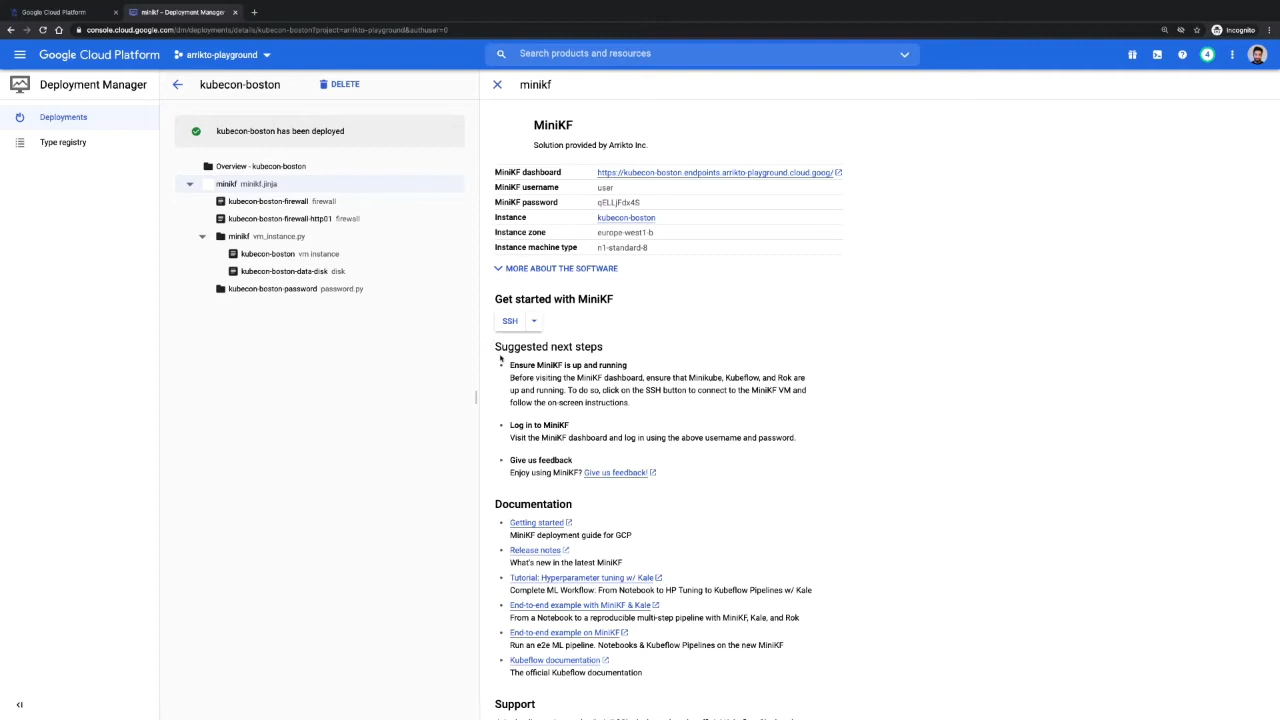 Google Cloud Platform
minikf - Deployment Manager
console.cloud.google.com/dm/deployments/details/kubecon-boston?project=arrikto-playground&authuser=0
Incognito
Google Cloud Platform
arrikto-playground
Search products and resources
4
Deployment Manager
kubecon-boston
DELETE
minikf
Deployments
Type registry
kubecon-boston has been deployed
Overview - kubecon-boston
minikf minikf.jinja
kubecon-boston-firewall firewall
kubecon-boston-firewall-http01 firewall
minikf vm_instance.py
kubecon-boston vm instance
kubecon-boston-data-disk disk
kubecon-boston-password password.py
MiniKF
Solution provided by Arrikto Inc.
MiniKF dashboard https://kubecon-boston.endpoints.arrikto-playground.cloud.goog/
MiniKF username user
MiniKF password qELLjFdx4S
Instance kubecon-boston
Instance zone europe-west1-b
Instance machine type n1-standard-8
MORE ABOUT THE SOFTWARE
Get started with MiniKF
SSH
Suggested next steps
• Ensure MiniKF is up and running
Before visiting the MiniKF dashboard, ensure that Minikube, Kubeflow, and Rok are
up and running. To do so, click on the SSH button to connect to the MiniKF VM and
follow the on-screen instructions.
• Log in to MiniKF
Visit the MiniKF dashboard and log in using the above username and password.
• Give us feedback
Enjoy using MiniKF? Give us feedback!
Documentation
• Getting started
MiniKF deployment guide for GCP
• Release notes
What's new in the latest MiniKF
• Tutorial: Hyperparameter tuning w/ Kale
Complete ML Workflow: From Notebook to HP Tuning to Kubeflow Pipelines w/ Kale
• End-to-end example with MiniKF & Kale
From a Notebook to a reproducible multi-step pipeline with MiniKF, Kale, and Rok
• End-to-end example on MiniKF
Run an e2e ML pipeline. Notebooks & Kubeflow Pipelines on the new MiniKF
• Kubeflow documentation
The official Kubeflow documentation
Support